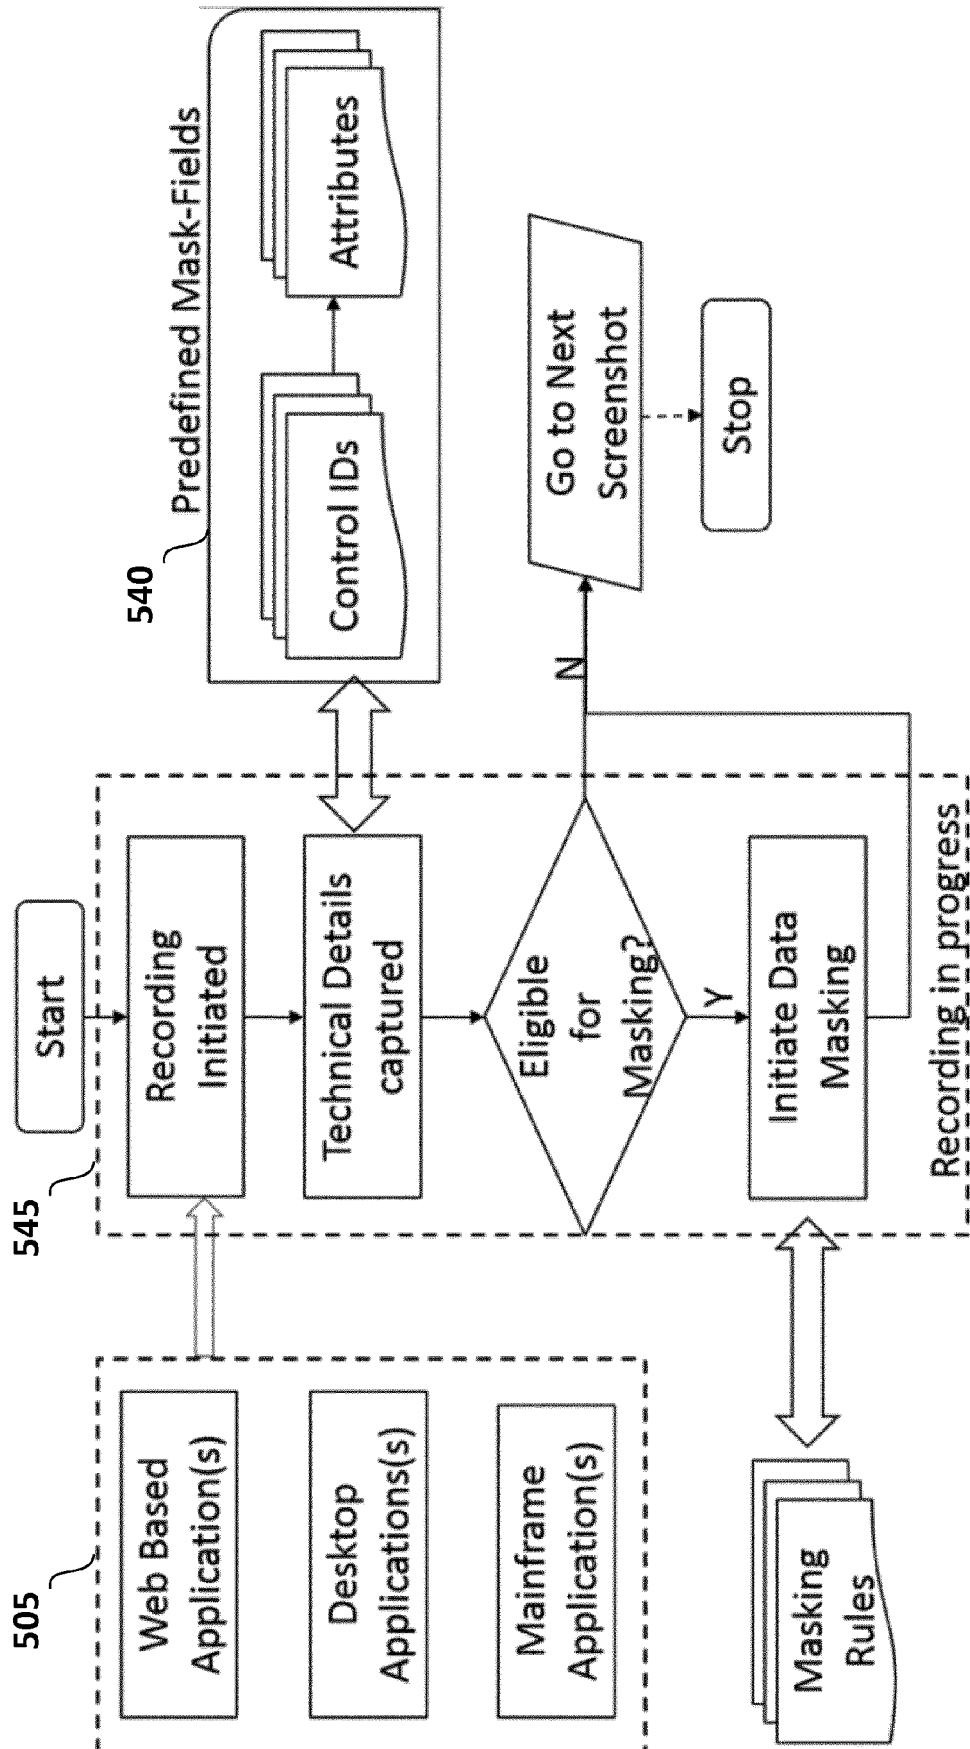 505
Web Based
Application(s)
Desktop
Applications(s)
Mainframe
Application(s)
Masking
Rules
545
Start
Recording
Initiated
Technical Details
captured
Eligible
for
Masking?
Y
Initiate Data
Masking
Recording in progress
N
540
Predefined Mask-Fields
Control IDs
Attributes
Go to Next
Screenshot
Stop